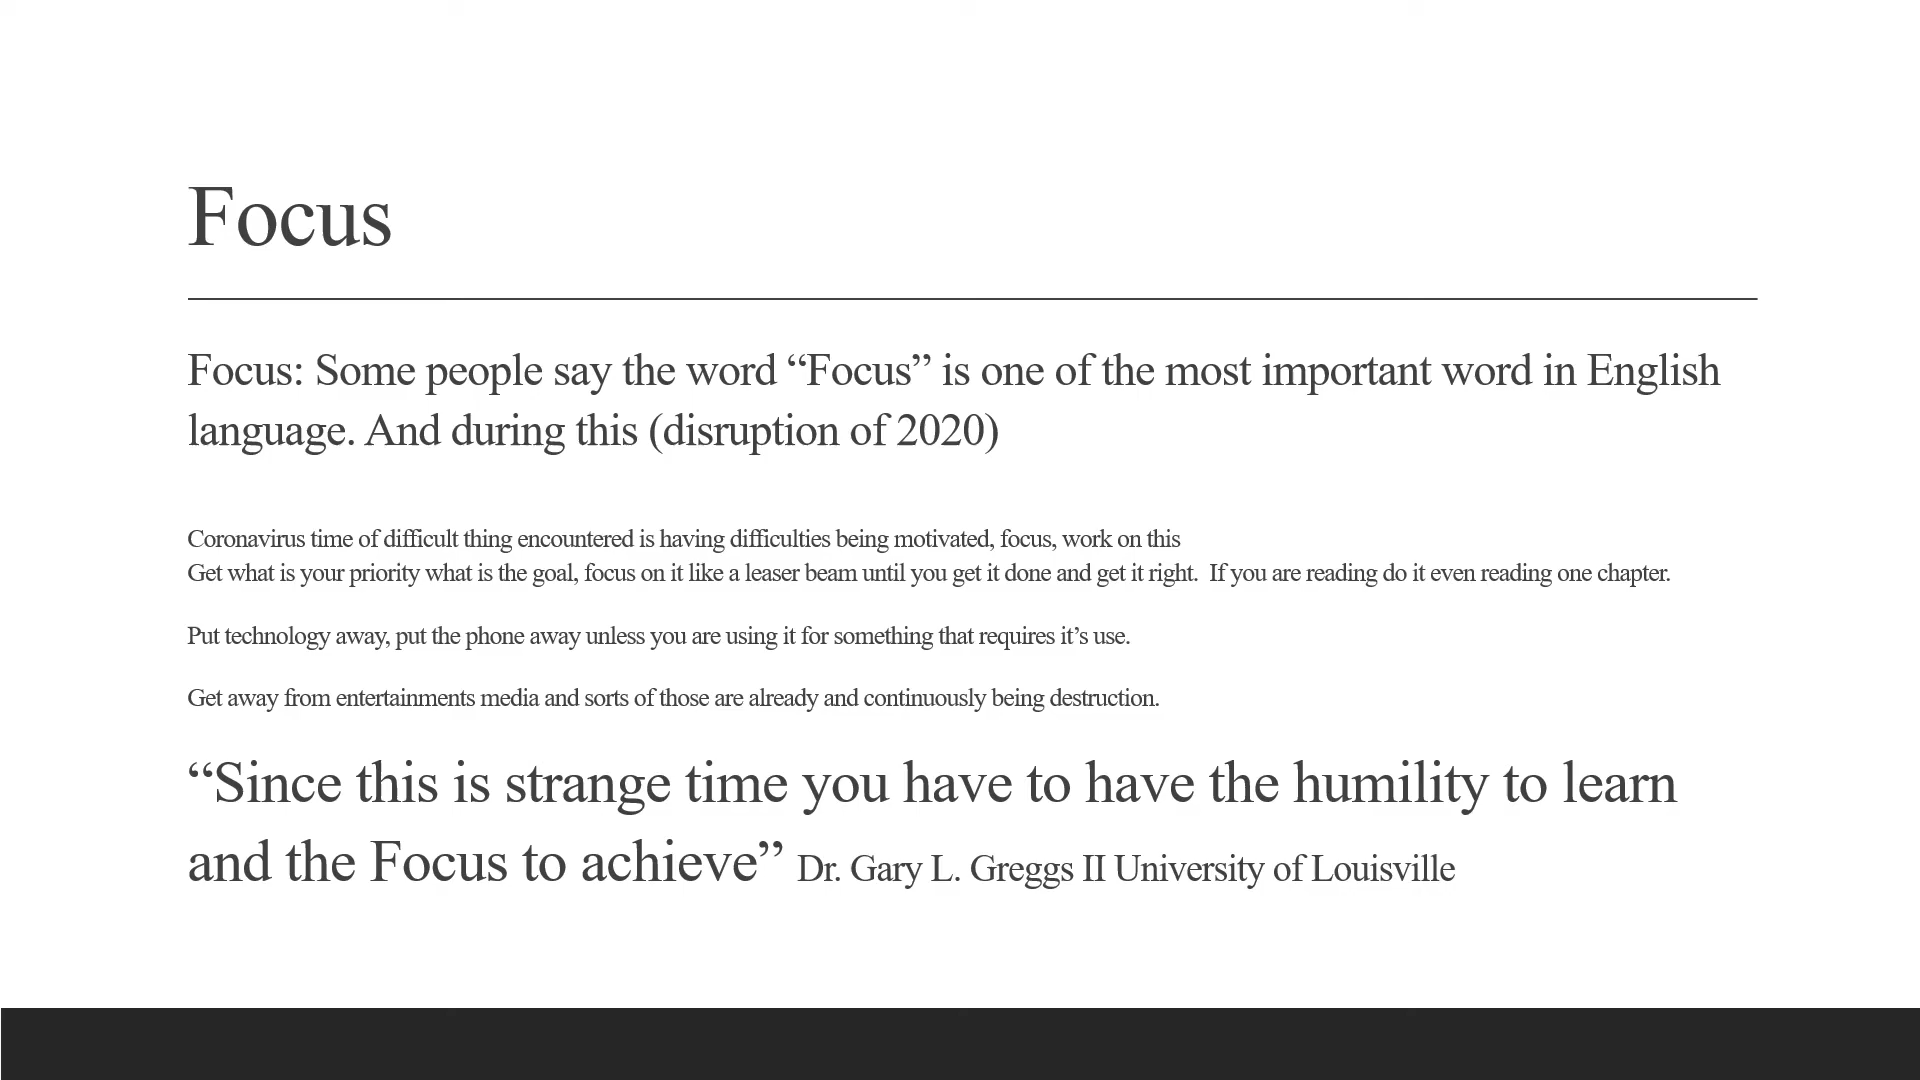 Focus
Focus: Some people say the word “Focus” is one of the most important word in English
language. And during this (disruption of 2020)
Coronavirus time of difficult thing encountered is having difficulties being motivated, focus, work on this
Get what is your priority what is the goal, focus on it like a leaser beam until you get it done and get it right.  If you are reading do it even reading one chapter.
Put technology away, put the phone away unless you are using it for something that requires it’s use.
Get away from entertainments media and sorts of those are already and continuously being destruction.
“Since this is strange time you have to have the humility to learn
and the Focus to achieve” Dr. Gary L. Greggs II University of Louisville